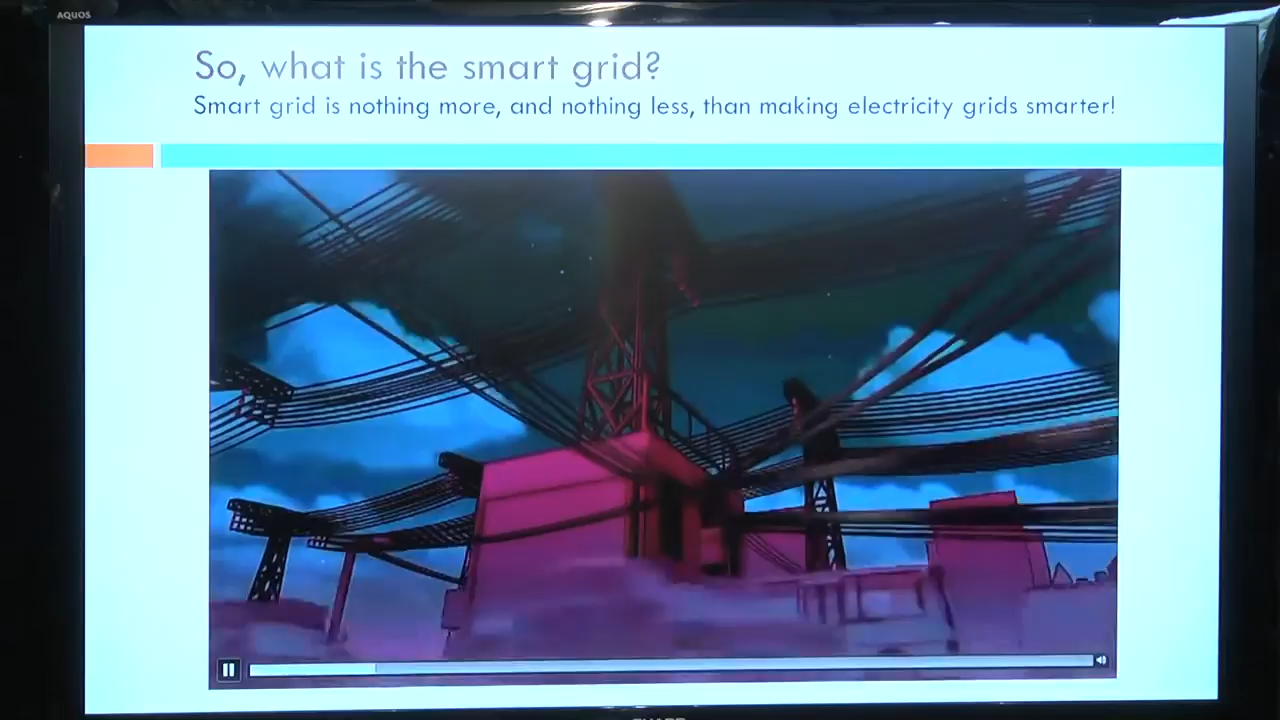 AQUOS
So, what is the smart grid?
Smart grid is nothing more, and nothing less, than making electricity grids smarter!